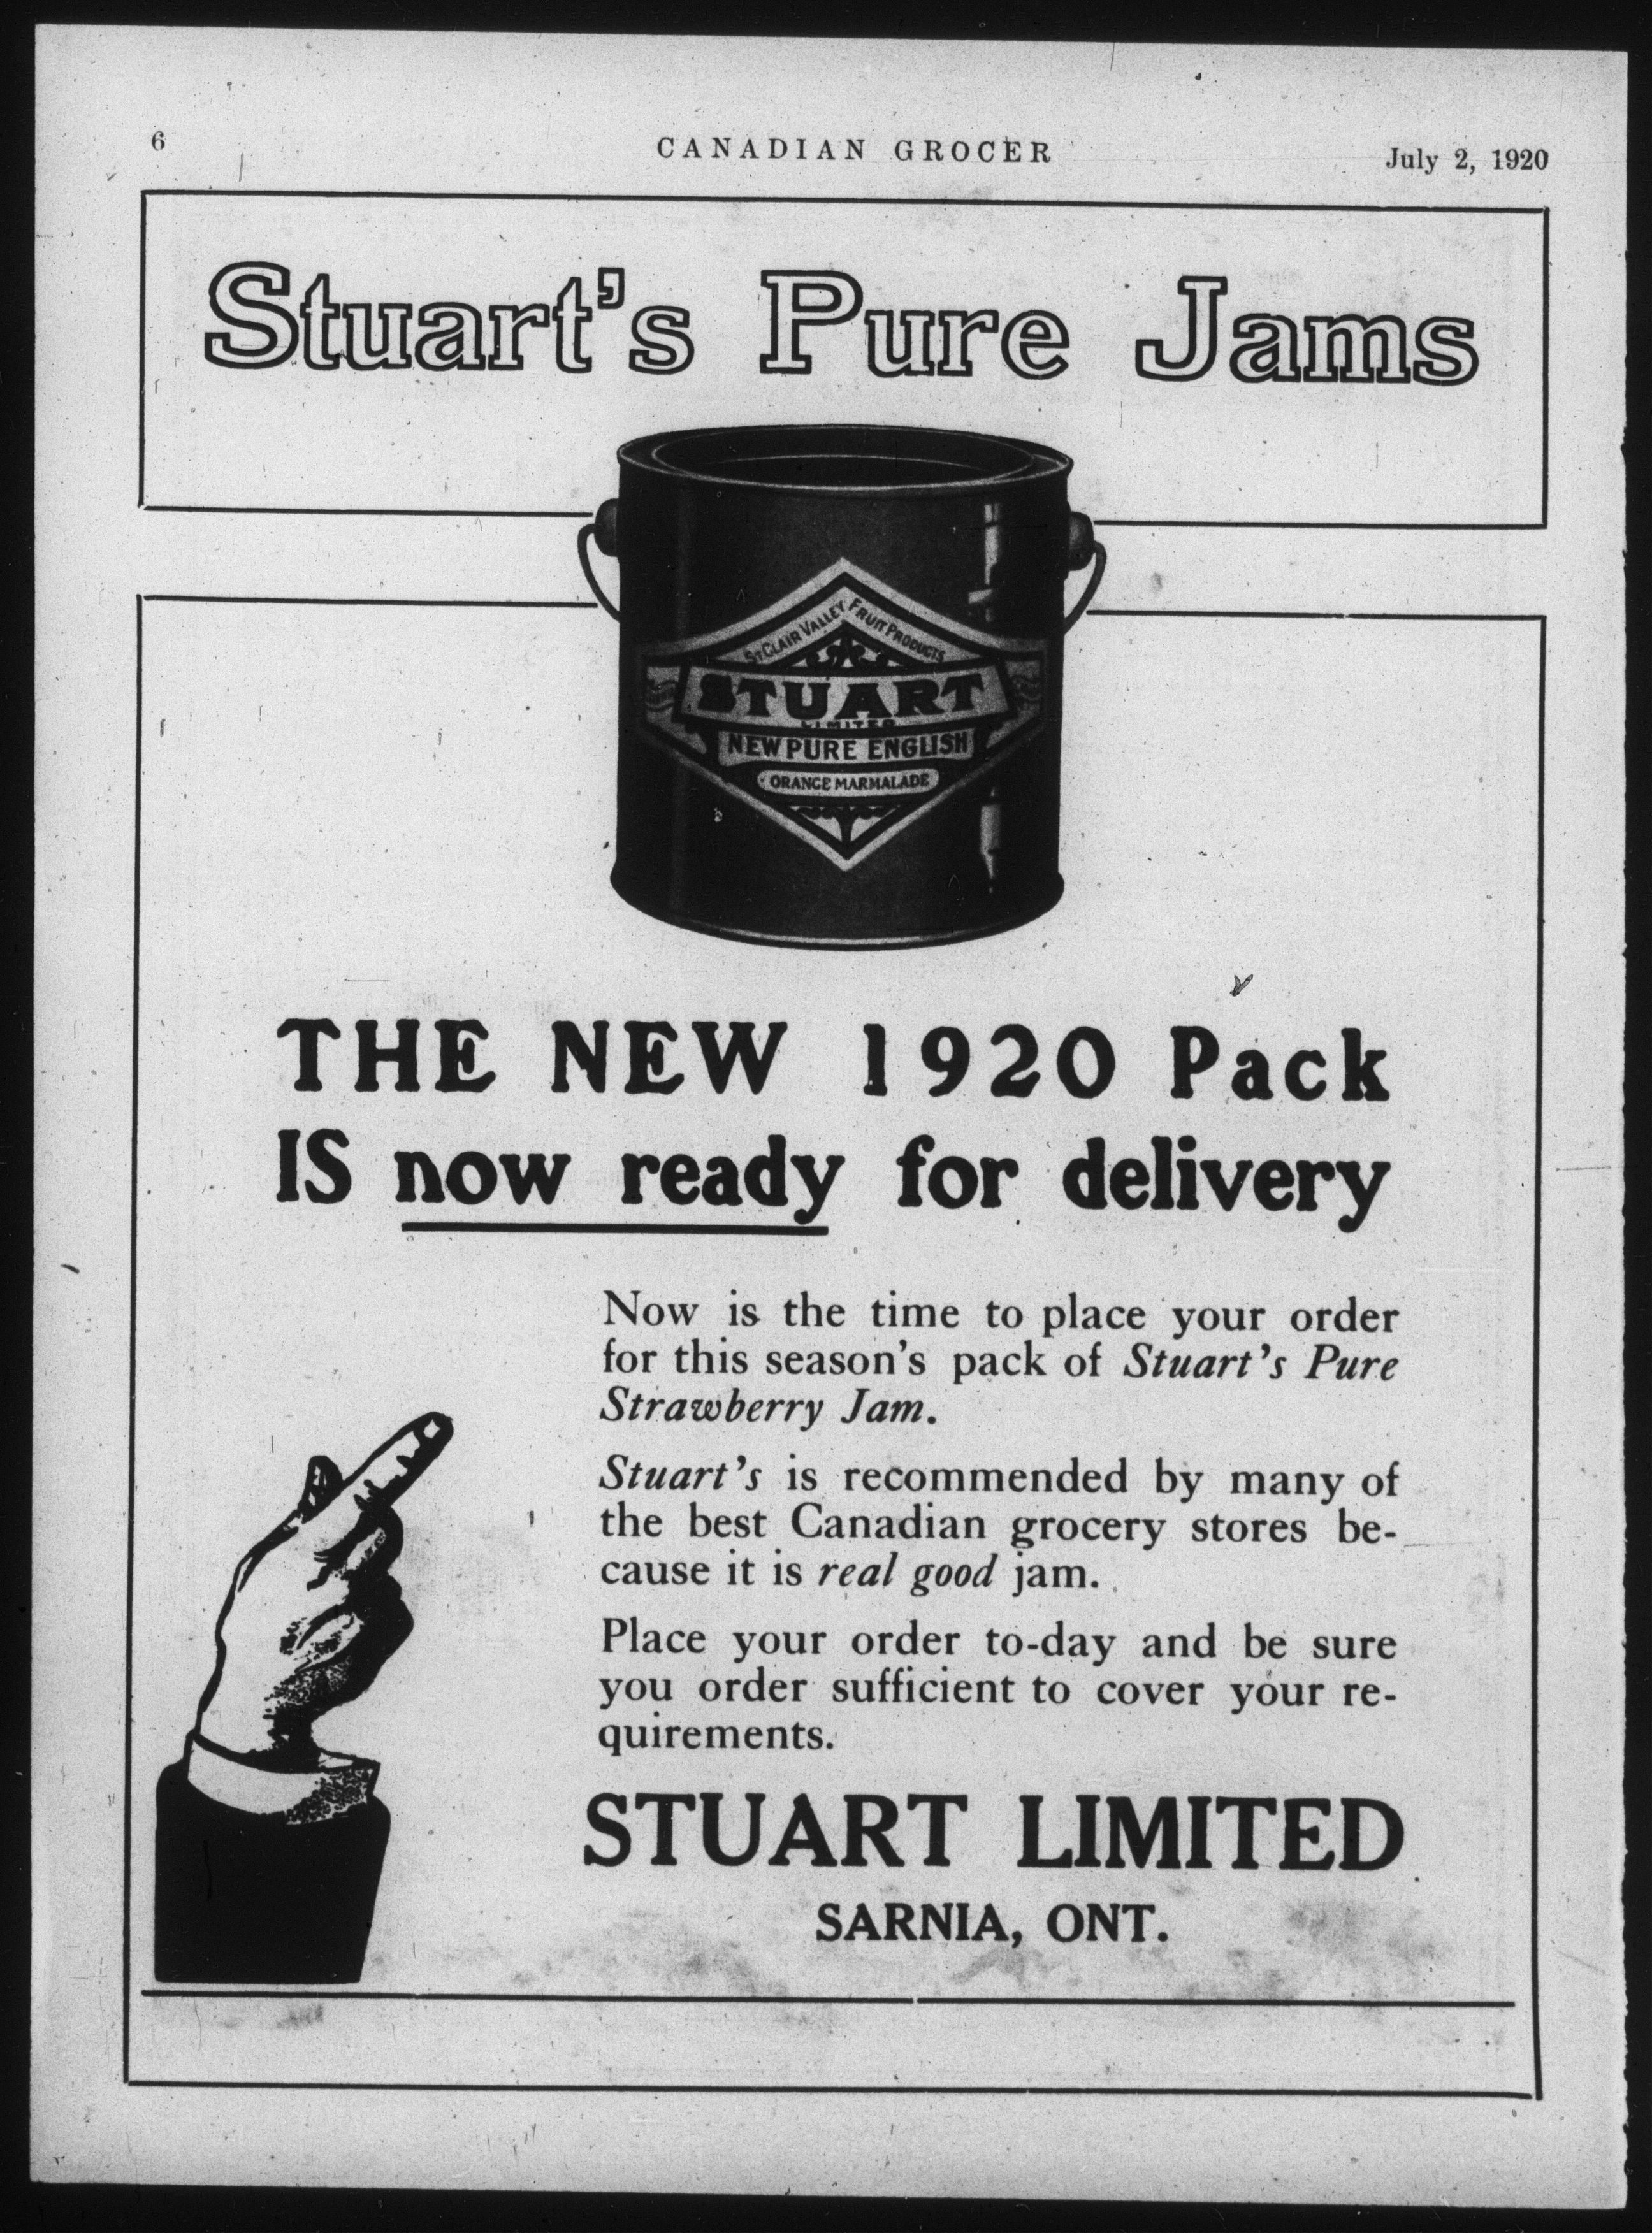 6
CANADIAN GROCER
July 2, 1920
Stuart's Pure Jams
ST. CLAIR VALLEY FRUIT PRODUCTS
STUART
LIMITED
NEW PURE ENGLISH
ORANGE MARMALADE
THE NEW 1920 Pack
IS now ready for delivery
Now is the time to place your order
for this season's pack of Stuart's Pure
Strawberry Jam.
Stuart's is recommended by many of
the best Canadian grocery stores be-
cause it is real good jam.
Place your order to-day and be sure
you order sufficient to cover your re-
quirements.
STUART LIMITED
SARNIA, ONT.